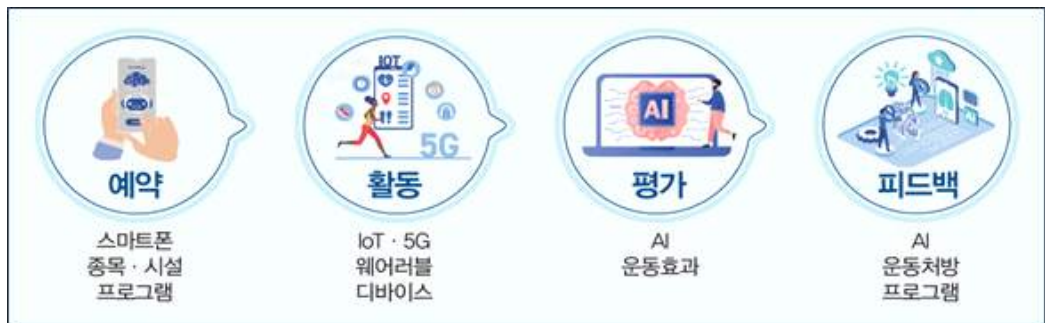 IOT
5G
AI
AI
예약
활동
평가
피드백
스마트폰
종목 · 시설
프로그램
IoT · 5G
웨어러블
디바이스
AI
운동효과
AI
운동처방
프로그램